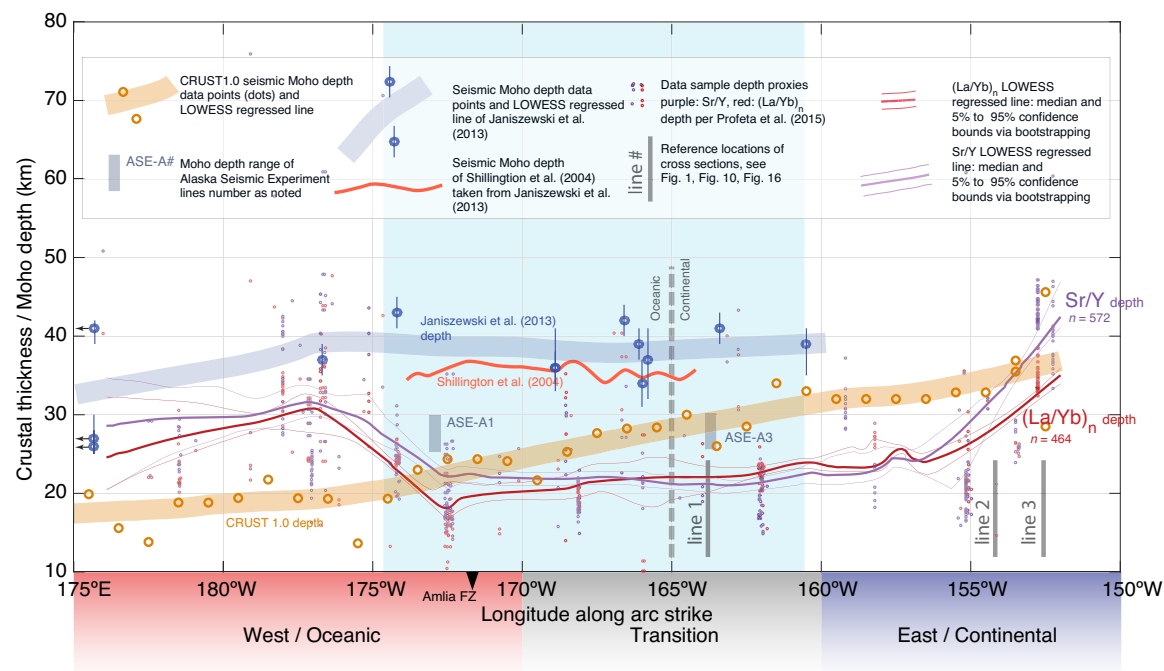 80
70
60
50
40
30
20
10
Crustal thickness / Moho depth (km)
CRUST1.0 seismic Moho depth
data points (dots) and
LOWESS regressed line
ASE-A#
Moho depth range of
Alaska Seismic Experiment
lines number as noted
Seismic Moho depth data
points and LOWESS regressed
line of Janiszewski et al.
(2013)
Seismic Moho depth
of Shillington et al. (2004)
taken from Janiszewski et al.
(2013)
Data sample depth proxies
purple: Sr/Y, red: (La/Yb)n
depth per Profeta et al. (2015)
line #
Reference locations of
cross sections, see
Fig. 1, Fig. 10, Fig. 16
(La/Yb)n LOWESS
regressed line: median and
5% to 95% confidence
bounds via bootstrapping
Sr/Y LOWESS regressed
line: median and
5% to 95% confidence
bounds via bootstrapping
Oceanic
Continental
Janiszewski et al. (2013)
depth
Shillington et al. (2004)
ASE-A1
ASE-A3
CRUST 1.0 depth
Sr/Y depth
n = 572
(La/Yb)n depth
n = 464
line 1
line 2
line 3
175°E
180°W
175°W
170°W
165°W
160°W
155°W
150°W
Amlia FZ
Longitude along arc strike
West / Oceanic
Transition
East / Continental